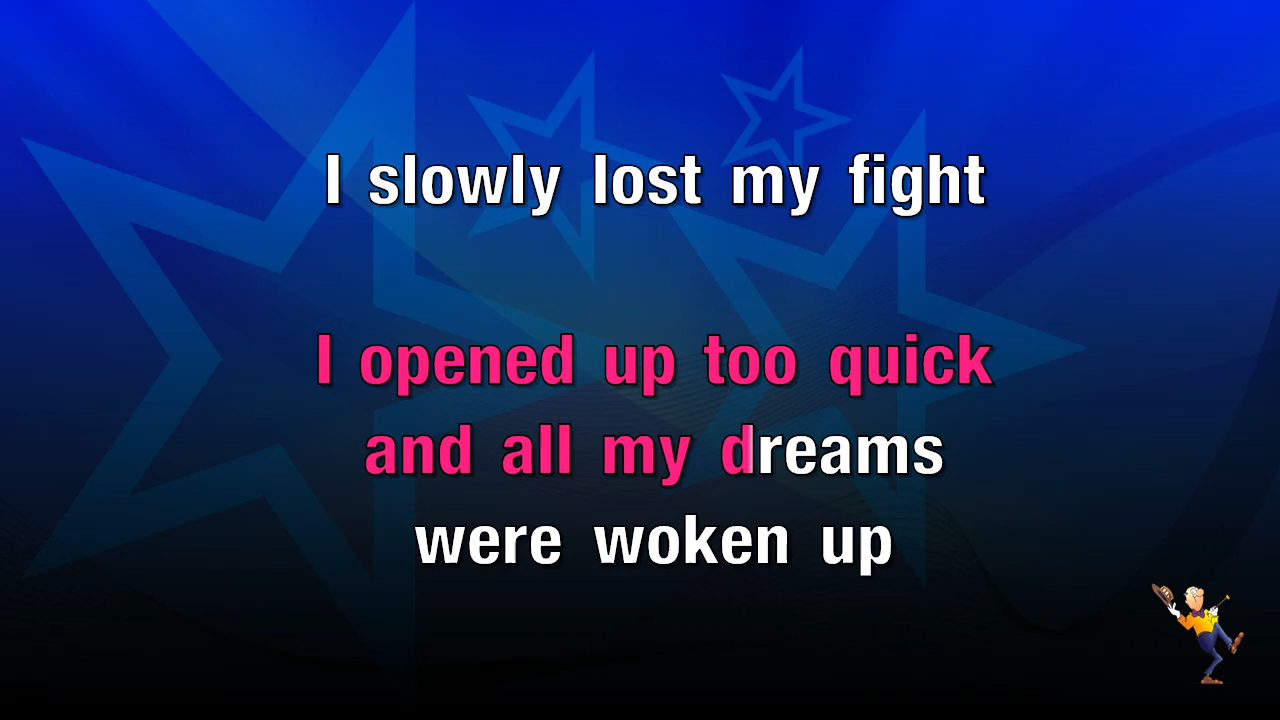 I slowly lost my fight
I opened up too quick
and all my dreams
were woken up